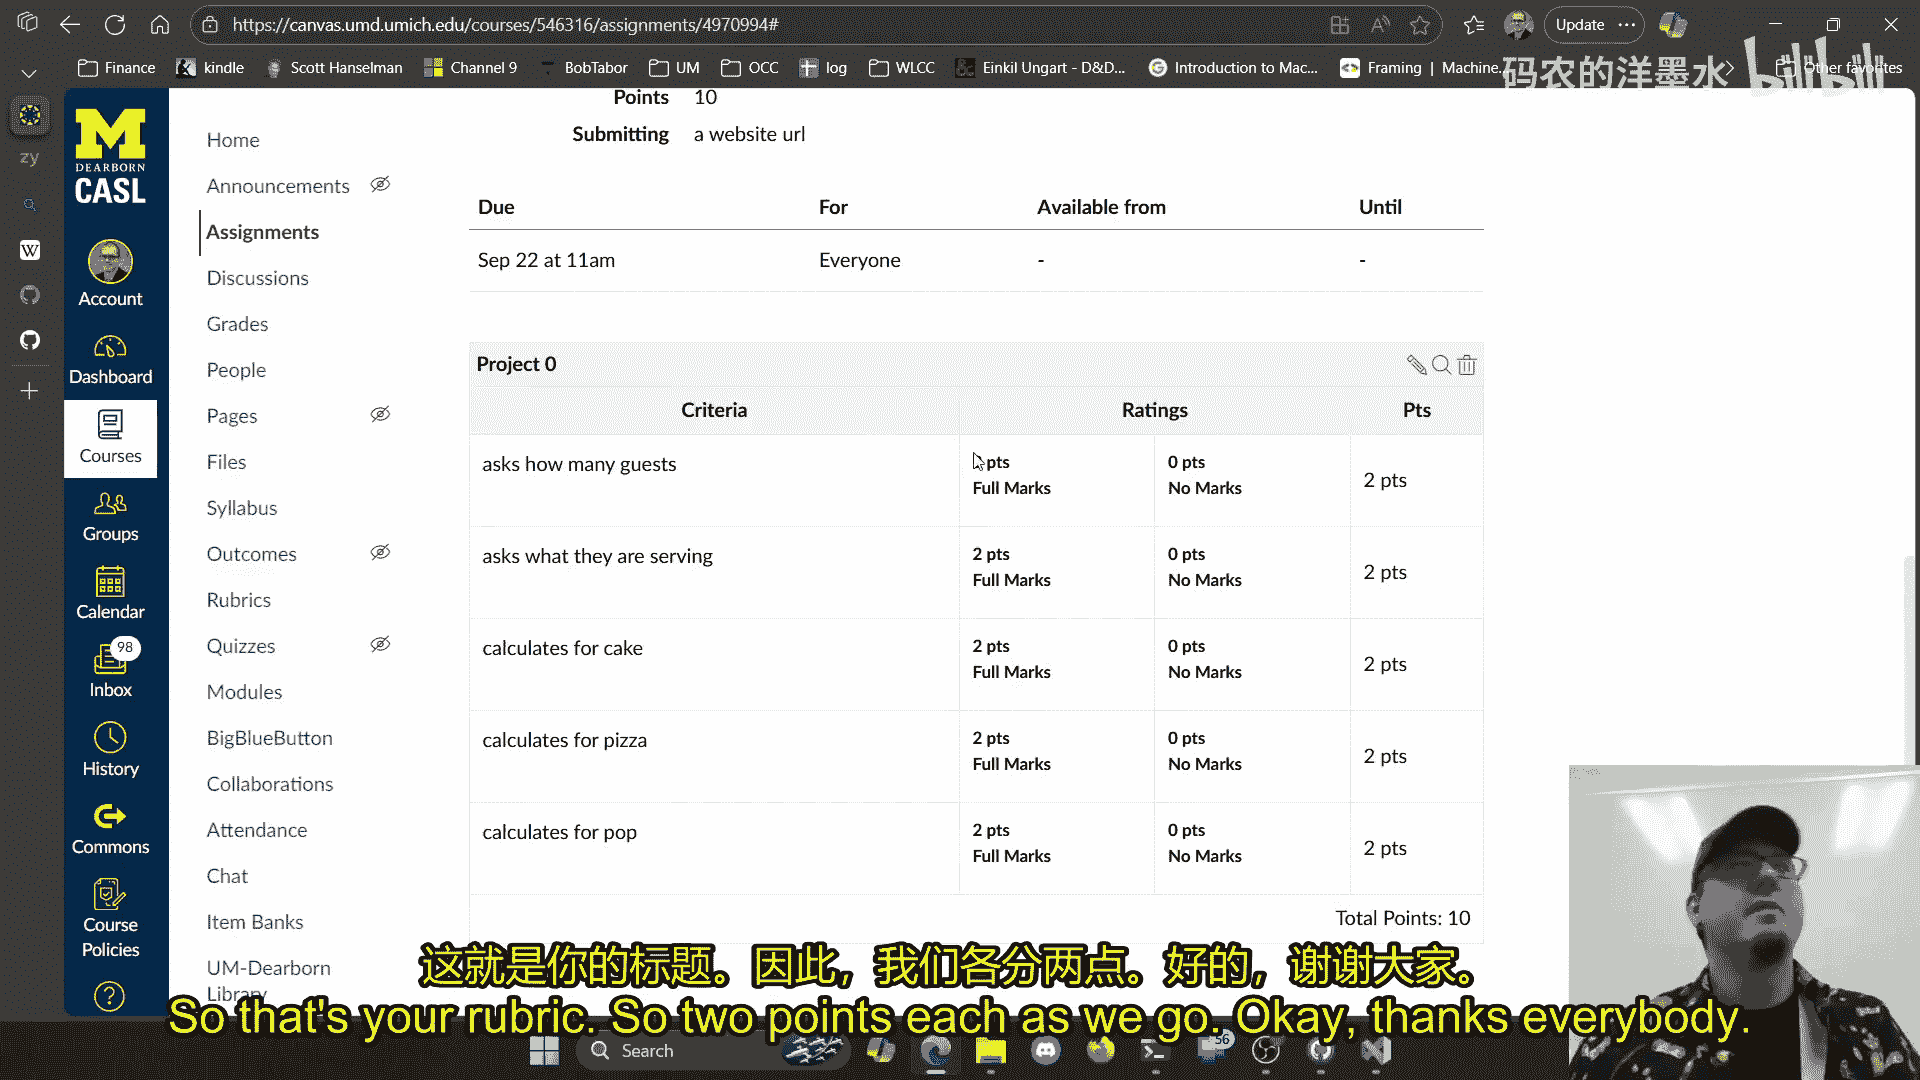 https://canvas.umd.umich.edu/courses/546316/assignments/4970994#
Update
Finance
kindle
Scott Hanselman
Channel 9
BobTabor
UM
OCC
log
WLCC
Einkil Ungart - D&D...
Introduction to Mac...
Framing | Machine...
Other favorites
码农的洋墨水
bilibili
M
DEARBORN
CASL
Account
Dashboard
Courses
Groups
Calendar
98
Inbox
History
Commons
Course
Policies
zy
W
Home
Announcements
Assignments
Discussions
Grades
People
Pages
Files
Syllabus
Outcomes
Rubrics
Quizzes
Modules
BigBlueButton
Collaborations
Attendance
Chat
Item Banks
UM-Dearborn
Library
Points 10
Submitting a website url
Due For Available from Until
Sep 22 at 11am Everyone - -
Project 0
Criteria Ratings Pts
asks how many guests
pts
Full Marks
0 pts
No Marks
2 pts
asks what they are serving
2 pts
Full Marks
0 pts
No Marks
2 pts
calculates for cake
2 pts
Full Marks
0 pts
No Marks
2 pts
calculates for pizza
2 pts
Full Marks
0 pts
No Marks
2 pts
calculates for pop
2 pts
Full Marks
0 pts
No Marks
2 pts
Total Points: 10
这就是你的标题。因此，我们各分两点。好的，谢谢大家。
So that's your rubric. So two points each as we go. Okay, thanks everybody.
Search
56